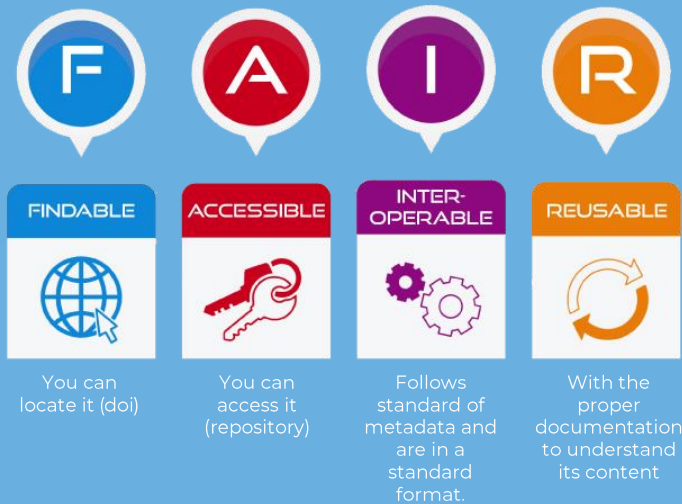 F
A
I
R
FINDABLE
ACCESSIBLE
INTER-
OPERABLE
REUSABLE
You can
locate it (doi)
You can
access it
(repository)
Follows
standard of
metadata and
are in a
standard
format.
With the
proper
documentation
to understand
its content